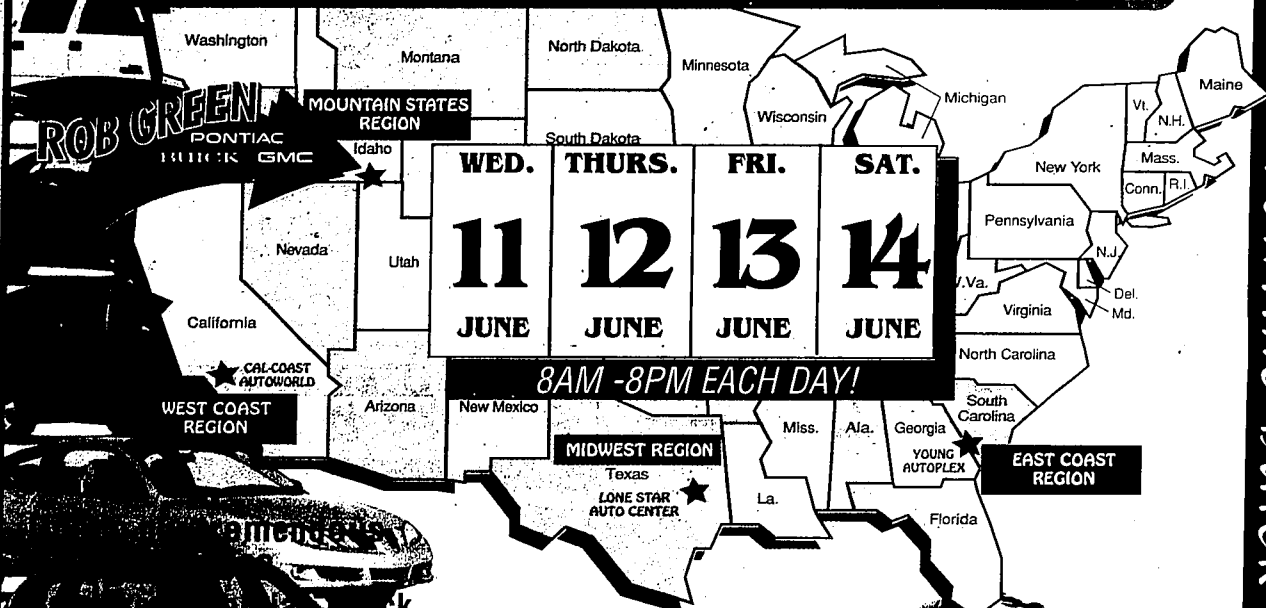 Washington
Montana
North Dakota
Minnesota
Wisconsin
Michigan
Maine
Vt.
N.H.
ROB GREEN
PONTIAC
BUICK GMC
MOUNTAIN STATES
REGION
Idaho
South Dakota
New York
Mass.
Conn.
R.I.
Pennsylvania
N.J.
WED. THURS. FRI. SAT.
11 12 13 14
JUNE JUNE JUNE JUNE
8AM -8PM EACH DAY!
Nevada
Utah
V.Va.
Virginia
Del.
Md.
California
CAL-COAST
AUTOWORLD
WEST COAST
REGION
Arizona
New Mexico
North Carolina
South
Carolina
Miss.
Ala.
Georgia
YOUNG
AUTOPLEX
EAST COAST
REGION
MIDWEST REGION
Texas
LONE STAR
AUTO CENTER
La.
Florida